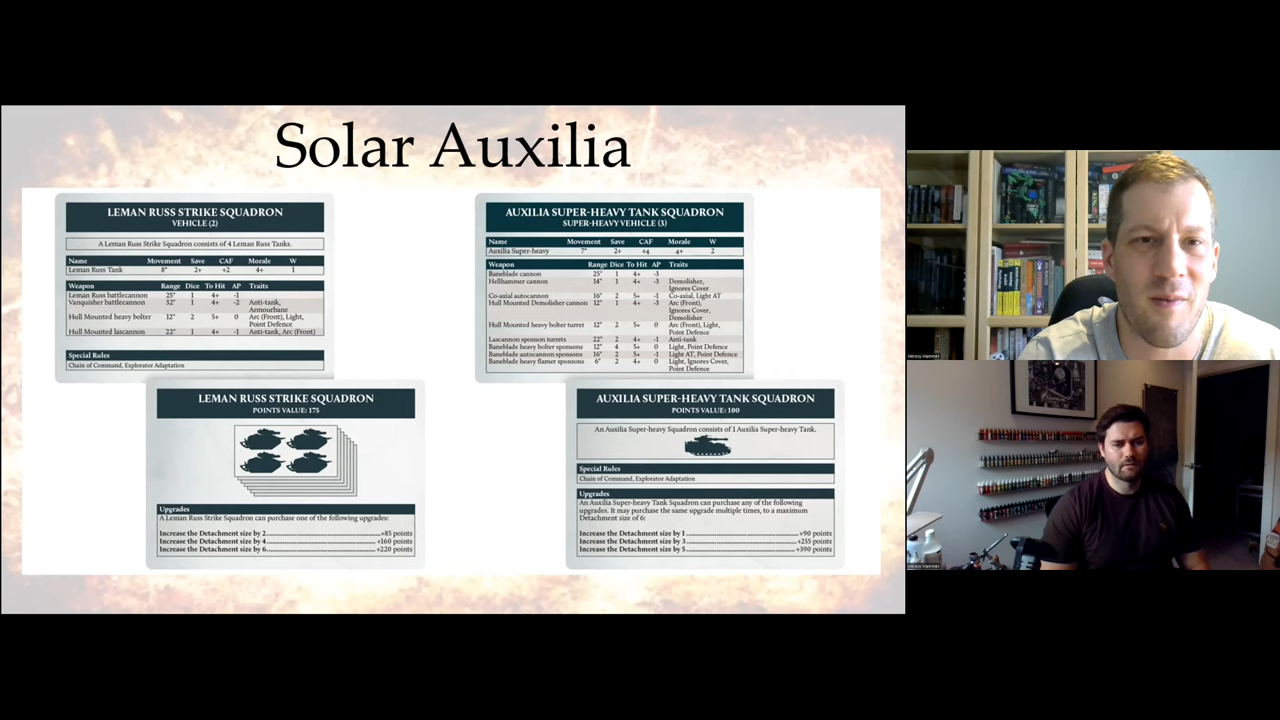 Solar Auxilia
LEMAN RUSS STRIKE SQUADRON
VEHICLE (2)
A Leman Russ Strike Squadron consists of 4 Leman Russ Tanks.
Name Movement Save CAF Morale W
Leman Russ Tank 8" 2+ +2 4+ 1
Weapon Range Dice To Hit AP Traits
Leman Russ battlecannon 25" 1 4+ -1
Vanquisher battlecannon 32" 1 4+ -2 Anti-tank,
Armourbane
Hull Mounted heavy bolter 12" 2 5+ 0 Arc (Front), Light,
Point Defence
Hull Mounted lascannon 22" 1 4+ -1 Anti-tank, Arc (Front)
Special Rules
Chain of Command, Explorator Adaptation
LEMAN RUSS STRIKE SQUADRON
POINTS VALUE: 175
Upgrades
A Leman Russ Strike Squadron can purchase one of the following upgrades:
Increase the Detachment size by 2 +85 points
Increase the Detachment size by 4 +160 points
Increase the Detachment size by 6 +220 points
AUXILIA SUPER-HEAVY TANK SQUADRON
SUPER-HEAVY VEHICLE (3)
Name Movement Save CAF Morale W
Auxilia Super-heavy 7" 2+ +4 4+ 2
Weapon Range Dice To Hit AP Traits
Baneblade cannon 25" 1 4+ -3
Hellhammer cannon 14" 1 4+ -3 Demolisher,
Ignores Cover
Co-axial autocannon 16" 2 5+ -1 Co-axial, Light AT
Hull Mounted Demolisher cannon 12" 1 4+ -3 Arc (Front),
Ignores Cover,
Demolisher
Hull Mounted heavy bolter turret 12" 2 5+ 0 Arc (Front), Light,
Point Defence
Lascannon sponson turrets 22" 2 4+ -1 Anti-tank
Baneblade heavy bolter sponsons 12" 4 5+ 0 Light, Point Defence
Baneblade autocannon sponsons 16" 2 5+ -1 Light AT, Point Defence
Baneblade heavy flamer sponsons 6" 2 4+ 0 Light, Ignores Cover,
Point Defence
AUXILIA SUPER-HEAVY TANK SQUADRON
POINTS VALUE: 100
An Auxilia Super-heavy Squadron consists of 1 Auxilia Super-heavy Tank.
Special Rules
Chain of Command, Explorator Adaptation
Upgrades
An Auxilia Super-heavy Tank Squadron can purchase any of the following
upgrades. It may purchase the same upgrade multiple times, to a maximum
Detachment size of 6:
Increase the Detachment size by 1 +90 points
Increase the Detachment size by 3 +255 points
Increase the Detachment size by 5 +390 points
STEPHEN KING